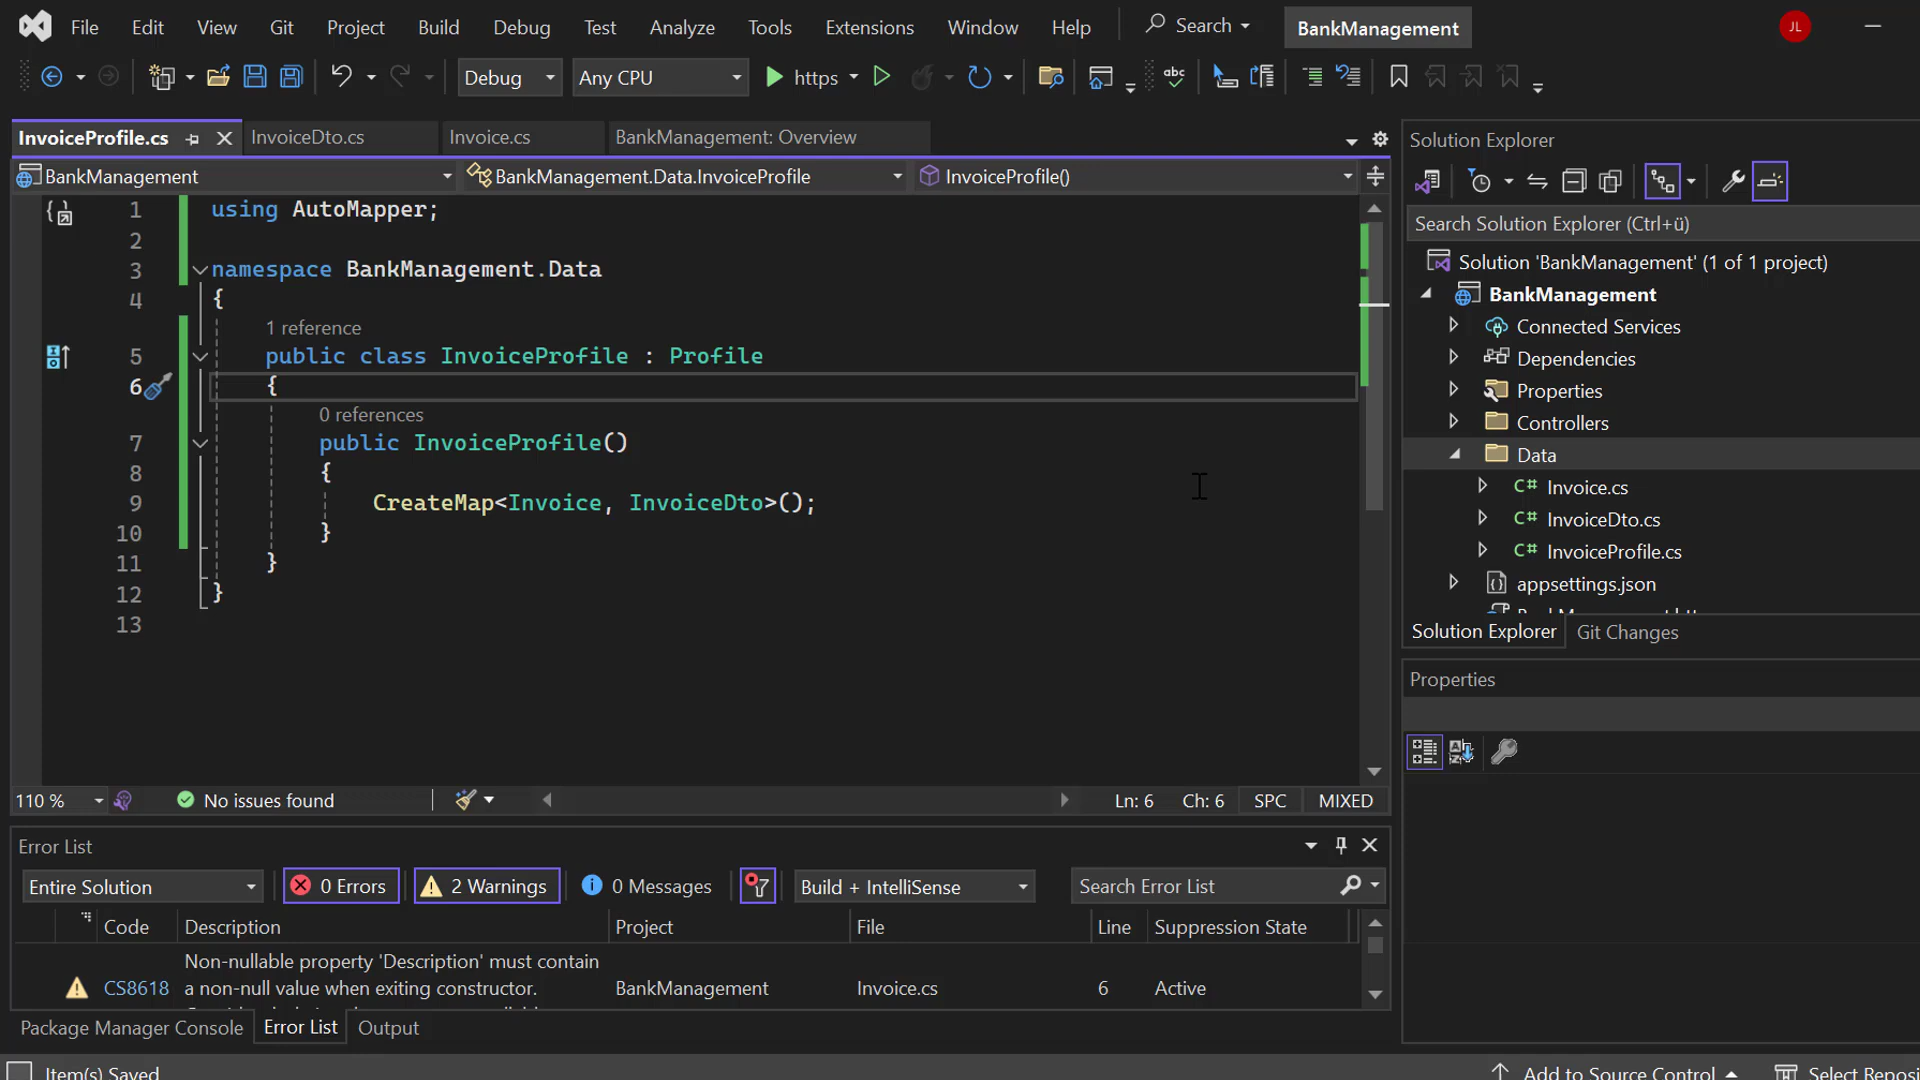 File Edit View Git Project Build Debug Test Analyze Tools Extensions Window Help Search BankManagement JL
Debug Any CPU https abc
InvoiceProfile.cs InvoiceDto.cs Invoice.cs BankManagement: Overview
BankManagement BankManagement.Data.InvoiceProfile InvoiceProfile()
1 using AutoMapper;
2
3 namespace BankManagement.Data
4 {
1 reference
5 public class InvoiceProfile : Profile
6 {
0 references
7 public InvoiceProfile()
8 {
9 CreateMap<Invoice, InvoiceDto>();
10 }
11 }
12 }
13
110 % No issues found Ln: 6 Ch: 6 SPC MIXED
Error List
Entire Solution 0 Errors 2 Warnings 0 Messages Build + IntelliSense Search Error List
Code Description Project File Line Suppression State
Non-nullable property 'Description' must contain
CS8618 a non-null value when exiting constructor. BankManagement Invoice.cs 6 Active
Package Manager Console Error List Output
Item(s) Saved
Solution Explorer
Search Solution Explorer (Ctrl+ü)
Solution 'BankManagement' (1 of 1 project)
BankManagement
Connected Services
Dependencies
Properties
Controllers
Data
C# Invoice.cs
C# InvoiceDto.cs
C# InvoiceProfile.cs
appsettings.json
Solution Explorer Git Changes
Properties
Add to Source Control Select Reposi